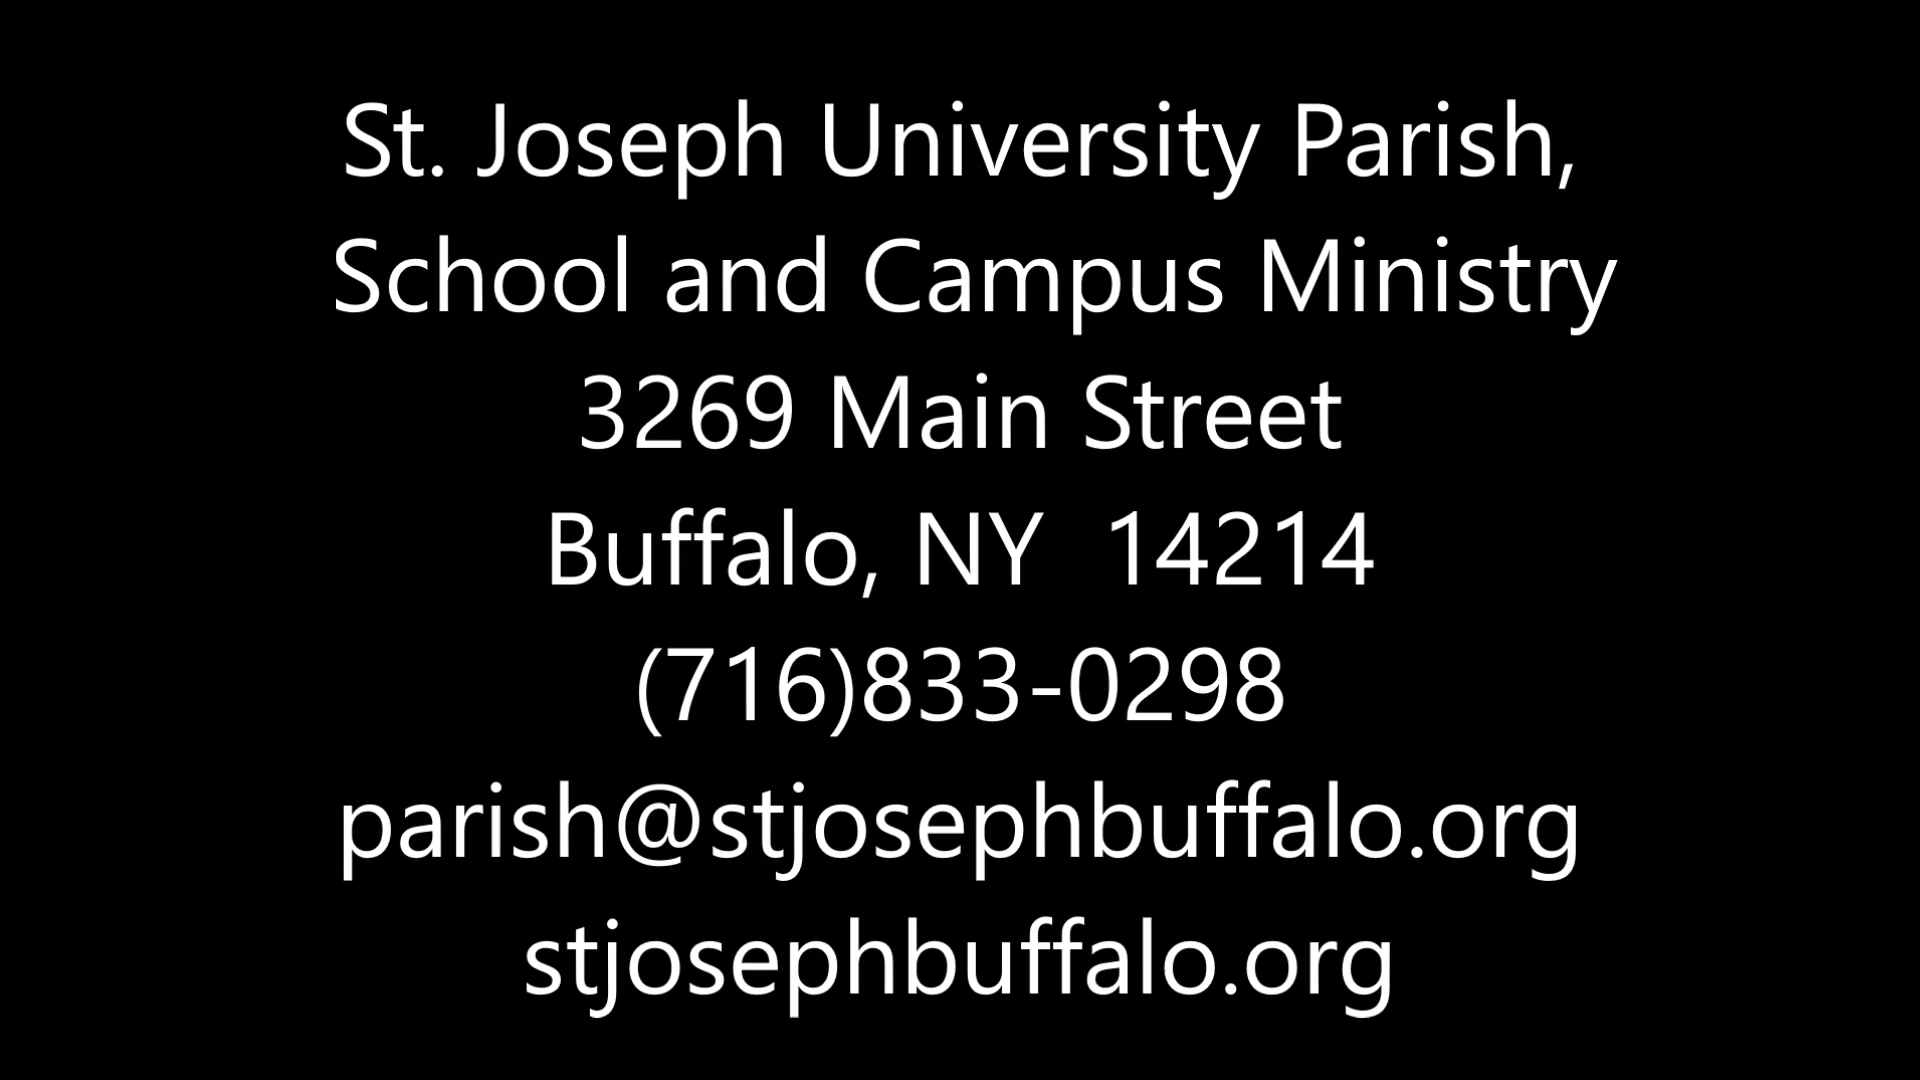 St. Joseph University Parish,
School and Campus Ministry
3269 Main Street
Buffalo, NY  14214
(716)833-0298
parish@stjosephbuffalo.org
stjosephbuffalo.org